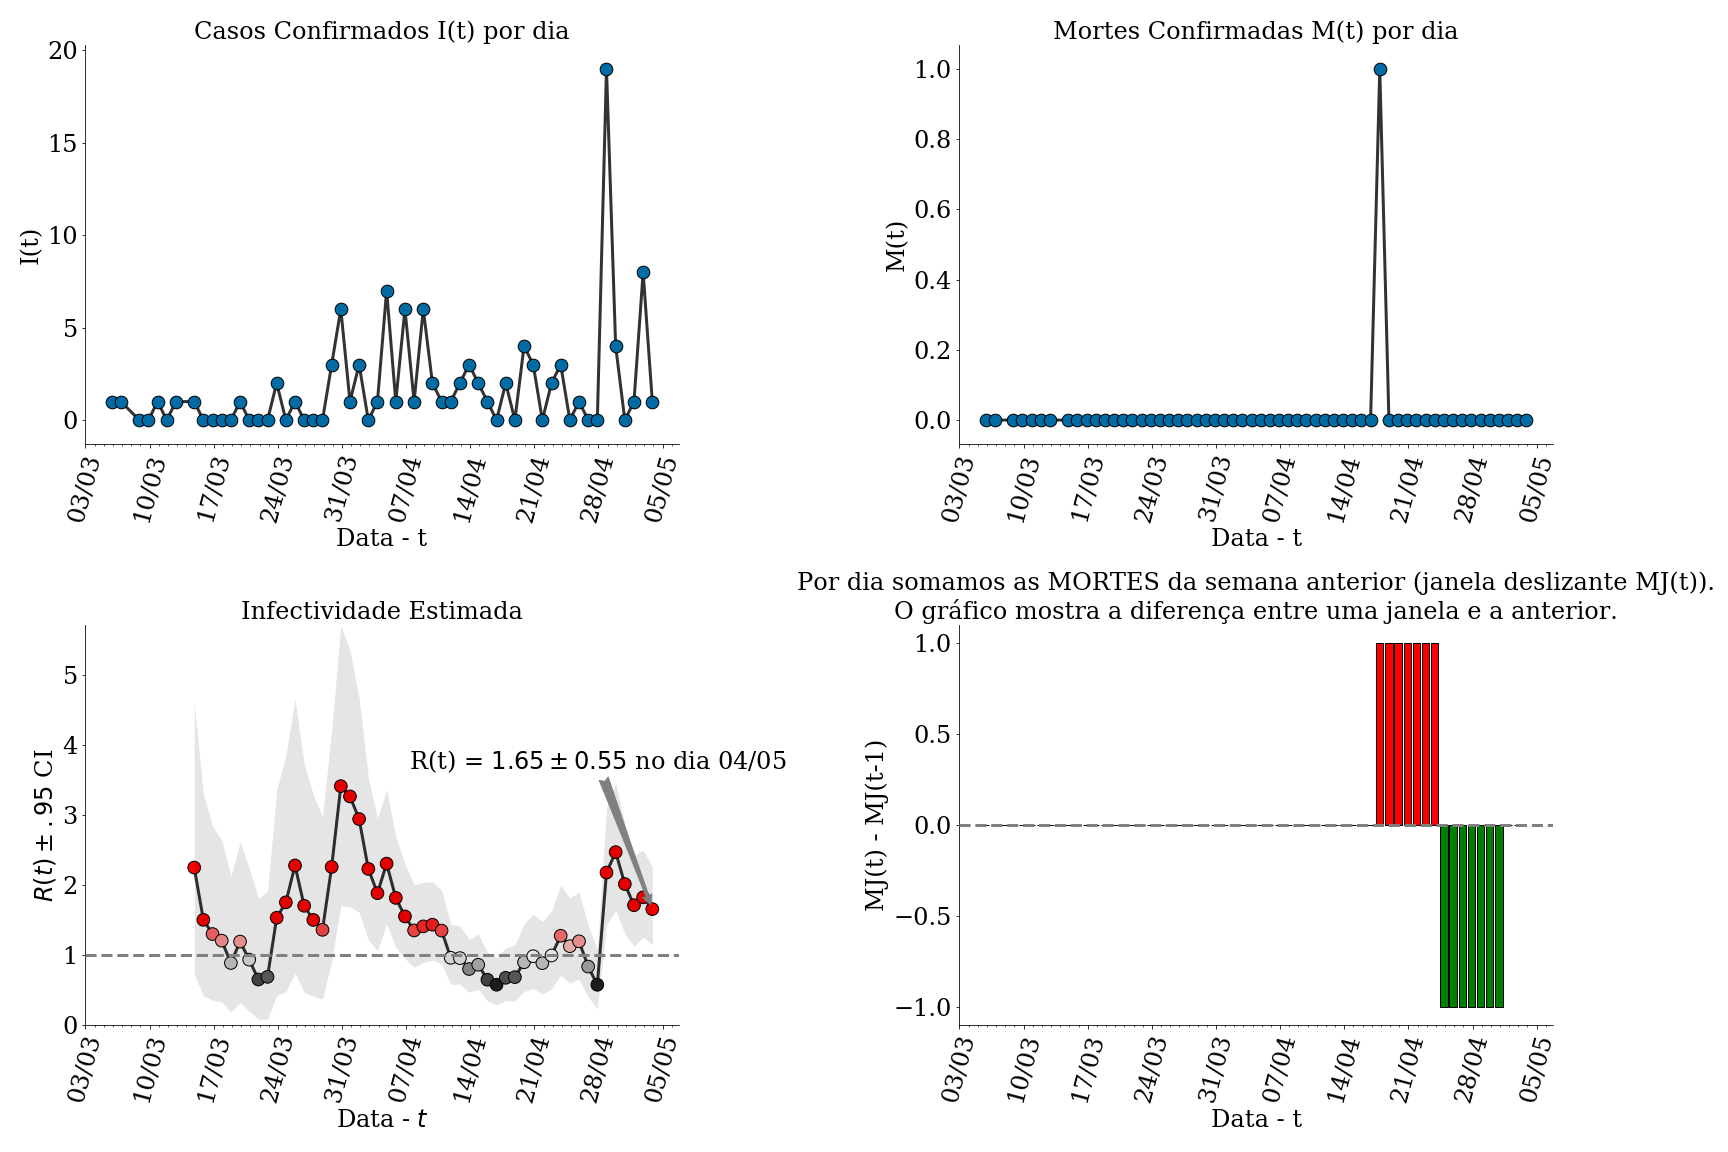 Casos Confirmados I(t) por dia
20
15
10
5
0
I(t)
03/03 10/03 17/03 24/03 31/03 07/04 14/04 21/04 28/04 05/05
Data - t
Mortes Confirmadas M(t) por dia
1.0
0.8
0.6
0.4
0.2
0.0
M(t)
03/03 10/03 17/03 24/03 31/03 07/04 14/04 21/04 28/04 05/05
Data - t
Infectividade Estimada
5
4
3
2
1
0
R(t) ± .95 CI
R(t) = 1.65 ± 0.55 no dia 04/05
03/03 10/03 17/03 24/03 31/03 07/04 14/04 21/04 28/04 05/05
Data - t
Por dia somamos as MORTES da semana anterior (janela deslizante MJ(t)).
O gráfico mostra a diferença entre uma janela e a anterior.
1.0
0.5
0.0
−0.5
−1.0
MJ(t) - MJ(t-1)
03/03 10/03 17/03 24/03 31/03 07/04 14/04 21/04 28/04 05/05
Data - t